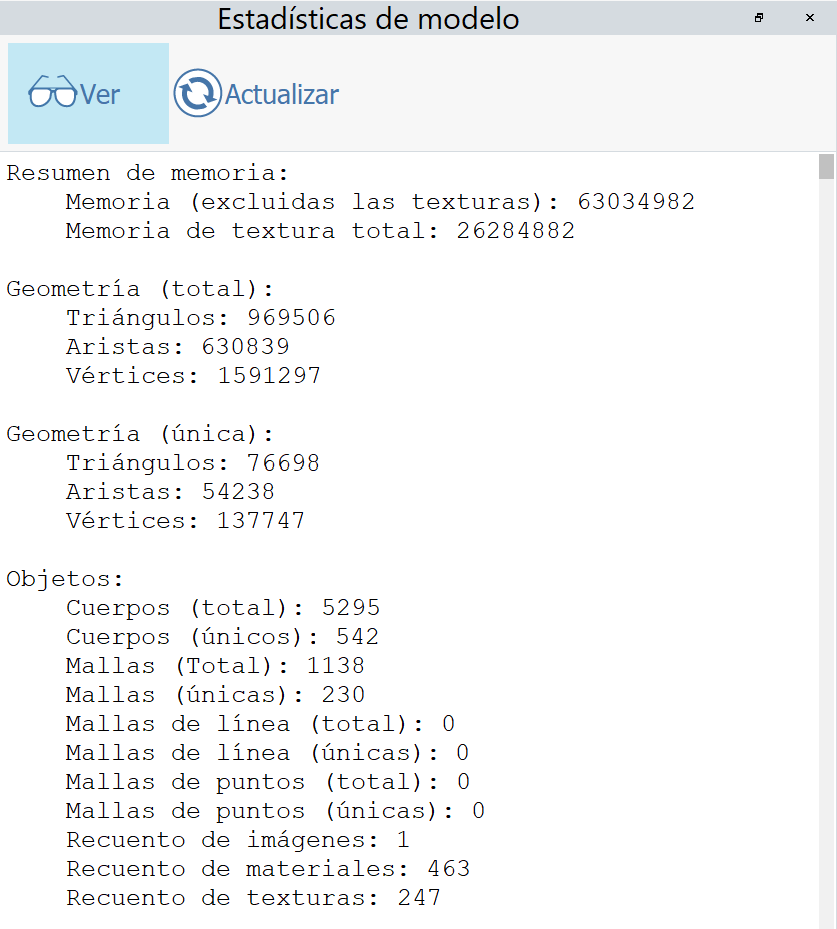 Estadísticas de modelo
Ver
Actualizar
Resumen de memoria:
Memoria (excluidas las texturas): 63034982
Memoria de textura total: 26284882
Geometría (total):
Triángulos: 969506
Aristas: 630839
Vértices: 1591297
Geometría (única):
Triángulos: 76698
Aristas: 54238
Vértices: 137747
Objetos:
Cuerpos (total): 5295
Cuerpos (únicos): 542
Mallas (Total): 1138
Mallas (únicas): 230
Mallas de línea (total): 0
Mallas de línea (únicas): 0
Mallas de puntos (total): 0
Mallas de puntos (únicas): 0
Recuento de imágenes: 1
Recuento de materiales: 463
Recuento de texturas: 247